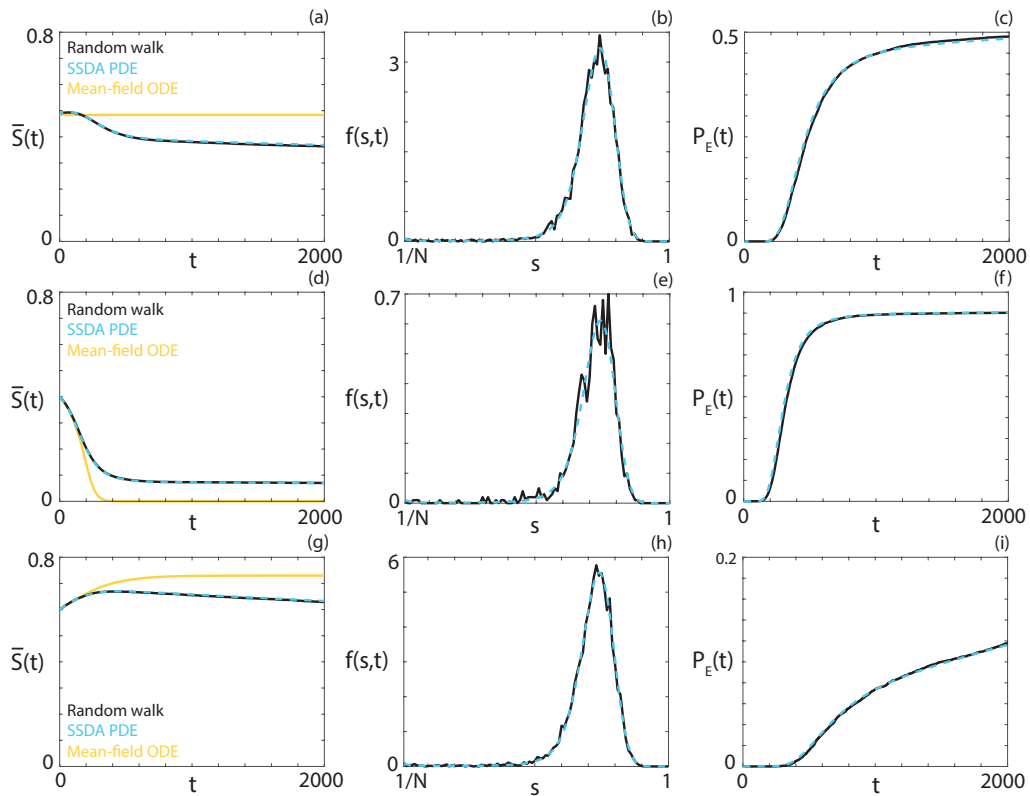 (a)
0.8
Random walk
SSDA PDE
Mean-field ODE
S̅(t)
0
0
t
2000
(b)
3
f(s,t)
0
1/N
s
1
(c)
0.5
P_E(t)
0
0
t
2000
(d)
0.8
Random walk
SSDA PDE
Mean-field ODE
S̅(t)
0
0
t
2000
(e)
0.7
f(s,t)
0
1/N
s
1
(f)
1
P_E(t)
0
0
t
2000
(g)
0.8
S̅(t)
Random walk
SSDA PDE
Mean-field ODE
0
0
t
2000
(h)
6
f(s,t)
0
1/N
s
1
(i)
0.2
P_E(t)
0
0
t
2000